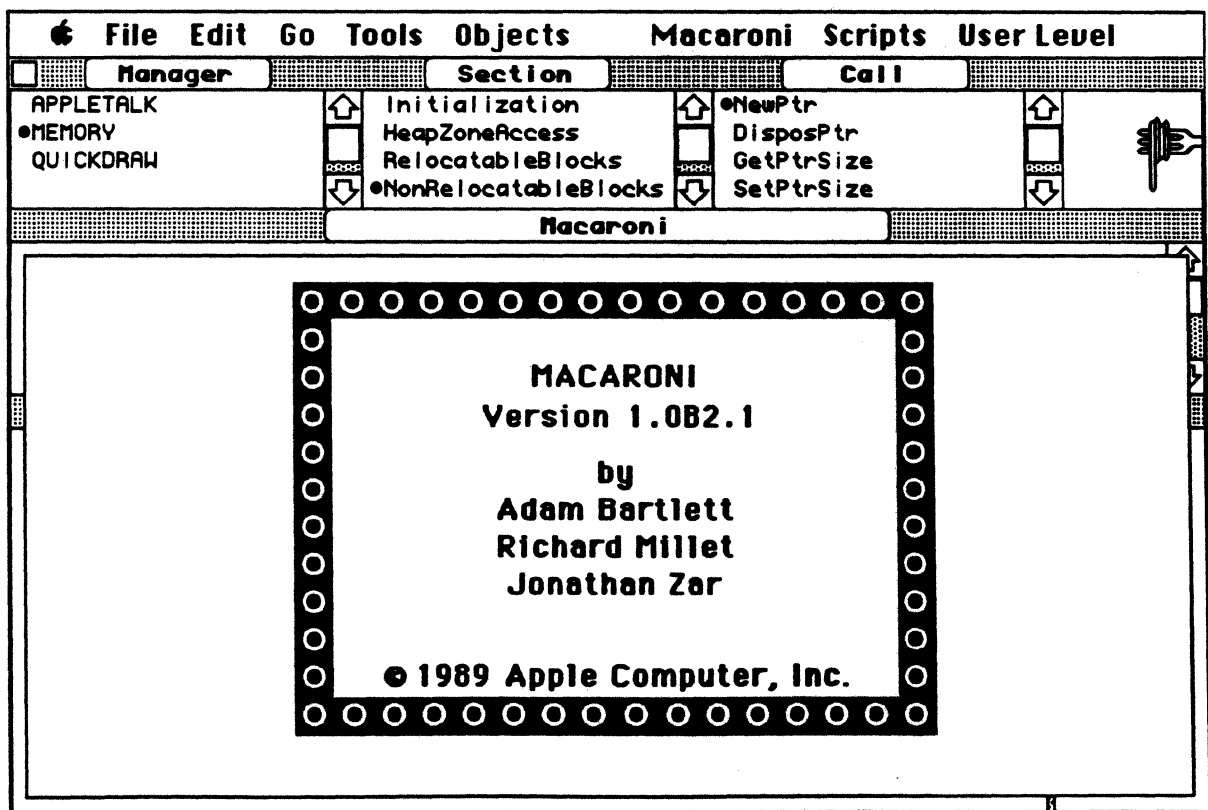 File Edit Go Tools Objects Macaroni Scripts User Level
Manager Section Call
APPLETALK
●MEMORY
QUICKDRAW
Initialization
HeapZoneAccess
RelocatableBlocks
●NonRelocatableBlocks
●NewPtr
DisposPtr
GetPtrSize
SetPtrSize
Macaroni
MACARONI
Version 1.0B2.1
by
Adam Bartlett
Richard Millet
Jonathan Zar
© 1989 Apple Computer, Inc.